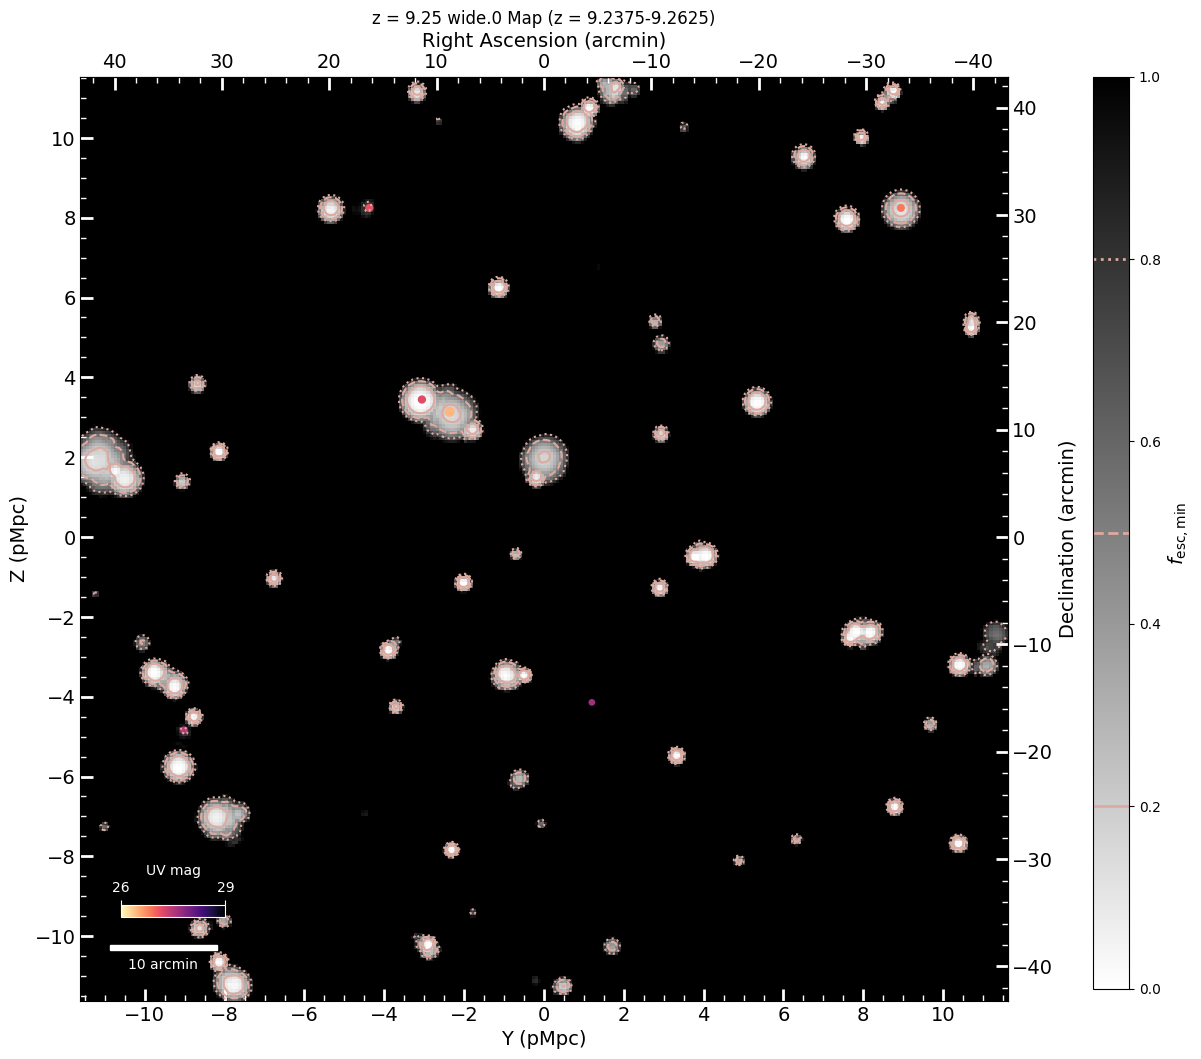 z = 9.25 wide.0 Map (z = 9.2375-9.2625)
Right Ascension (arcmin)
40 30 20 10 0 −10 −20 −30 −40
10
8
6
4
2
0
−2
−4
−6
−8
−10
Z (pMpc)
40
30
20
10
0
−10
−20
−30
−40
Declination (arcmin)
1.0
0.8
0.6
0.4
0.2
0.0
fesc,min
UV mag
26 29
10 arcmin
−10 −8 −6 −4 −2 0 2 4 6 8 10
Y (pMpc)